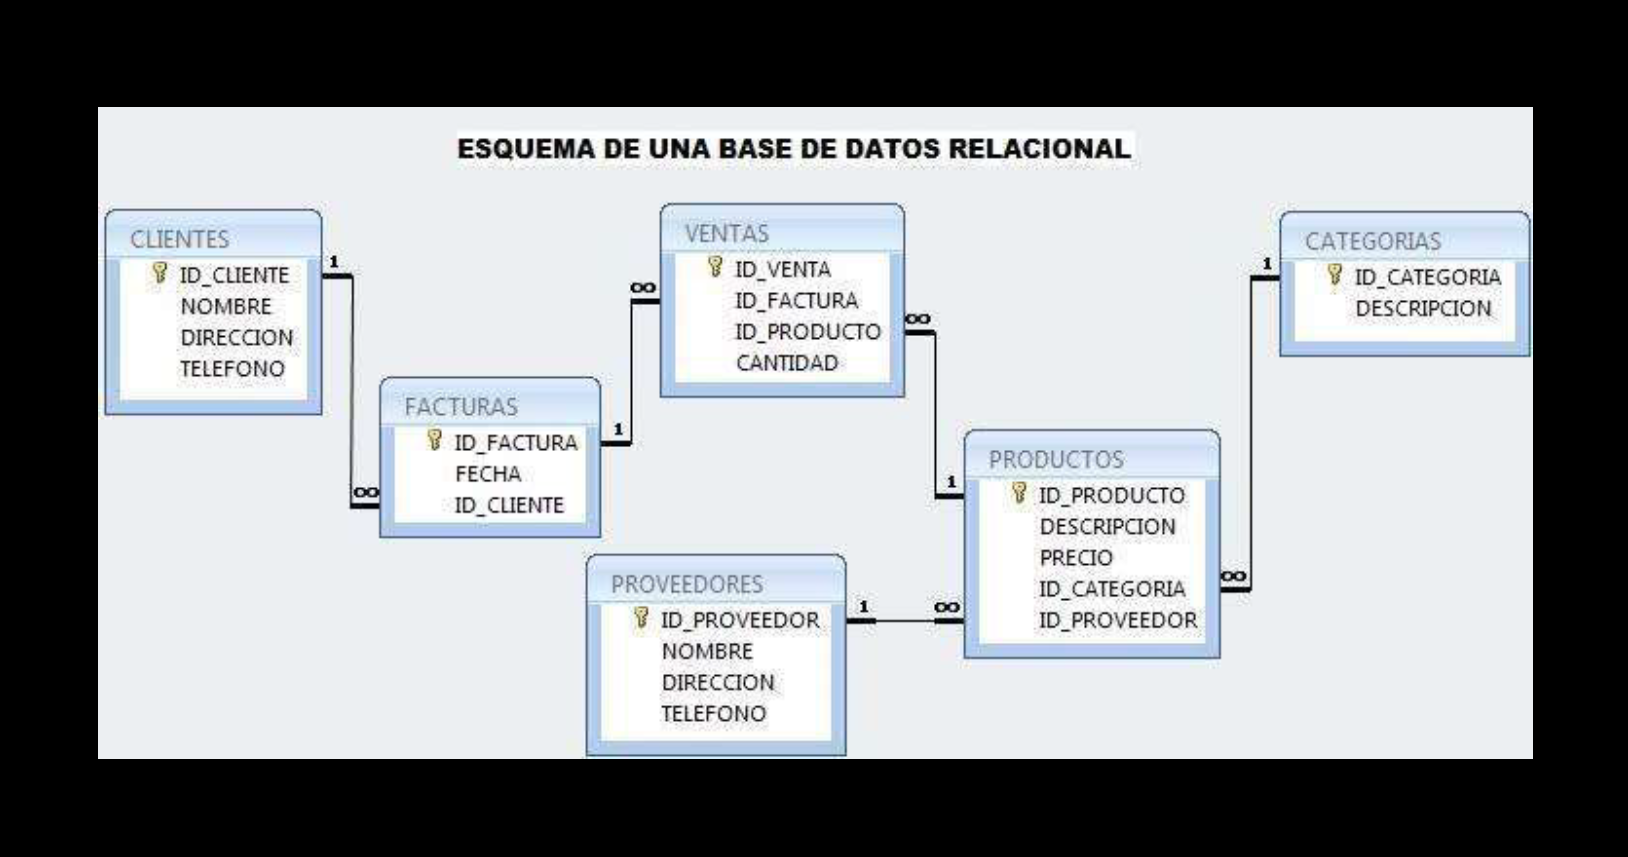 ESQUEMA DE UNA BASE DE DATOS RELACIONAL
CLIENTES
ID_CLIENTE
NOMBRE
DIRECCION
TELEFONO
1
∞
FACTURAS
ID_FACTURA
FECHA
ID_CLIENTE
1
∞
VENTAS
ID_VENTA
ID_FACTURA
ID_PRODUCTO
CANTIDAD
∞
1
PROVEEDORES
ID_PROVEEDOR
NOMBRE
DIRECCION
TELEFONO
1
∞
PRODUCTOS
ID_PRODUCTO
DESCRIPCION
PRECIO
ID_CATEGORIA
ID_PROVEEDOR
∞
1
CATEGORIAS
ID_CATEGORIA
DESCRIPCION